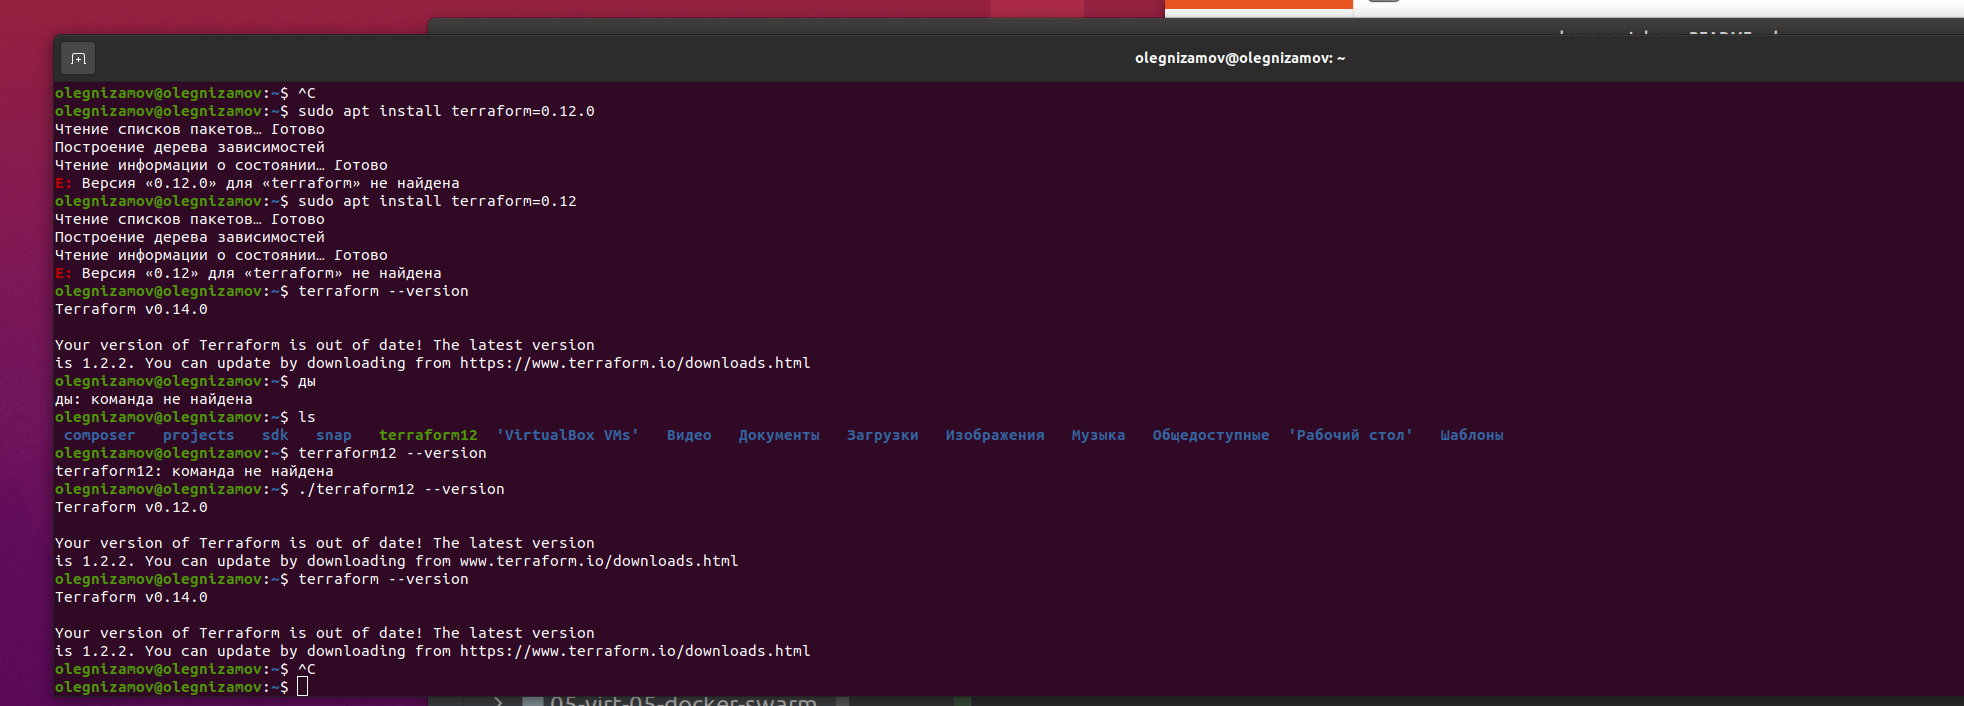 olegnizamov@olegnizamov: ~
olegnizamov@olegnizamov:~$ ^C
olegnizamov@olegnizamov:~$ sudo apt install terraform=0.12.0
Чтение списков пакетов… Готово
Построение дерева зависимостей
Чтение информации о состоянии… Готово
E: Версия «0.12.0» для «terraform» не найдена
olegnizamov@olegnizamov:~$ sudo apt install terraform=0.12
Чтение списков пакетов… Готово
Построение дерева зависимостей
Чтение информации о состоянии… Готово
E: Версия «0.12» для «terraform» не найдена
olegnizamov@olegnizamov:~$ terraform --version
Terraform v0.14.0
Your version of Terraform is out of date! The latest version
is 1.2.2. You can update by downloading from https://www.terraform.io/downloads.html
olegnizamov@olegnizamov:~$ ды
ды: команда не найдена
olegnizamov@olegnizamov:~$ ls
composer projects sdk snap terraform12 'VirtualBox VMs' Видео Документы Загрузки Изображения Музыка Общедоступные 'Рабочий стол' Шаблоны
olegnizamov@olegnizamov:~$ terraform12 --version
terraform12: команда не найдена
olegnizamov@olegnizamov:~$ ./terraform12 --version
Terraform v0.12.0
Your version of Terraform is out of date! The latest version
is 1.2.2. You can update by downloading from www.terraform.io/downloads.html
olegnizamov@olegnizamov:~$ terraform --version
Terraform v0.14.0
Your version of Terraform is out of date! The latest version
is 1.2.2. You can update by downloading from https://www.terraform.io/downloads.html
olegnizamov@olegnizamov:~$ ^C
olegnizamov@olegnizamov:~$
05-virt-05-docker-swarm